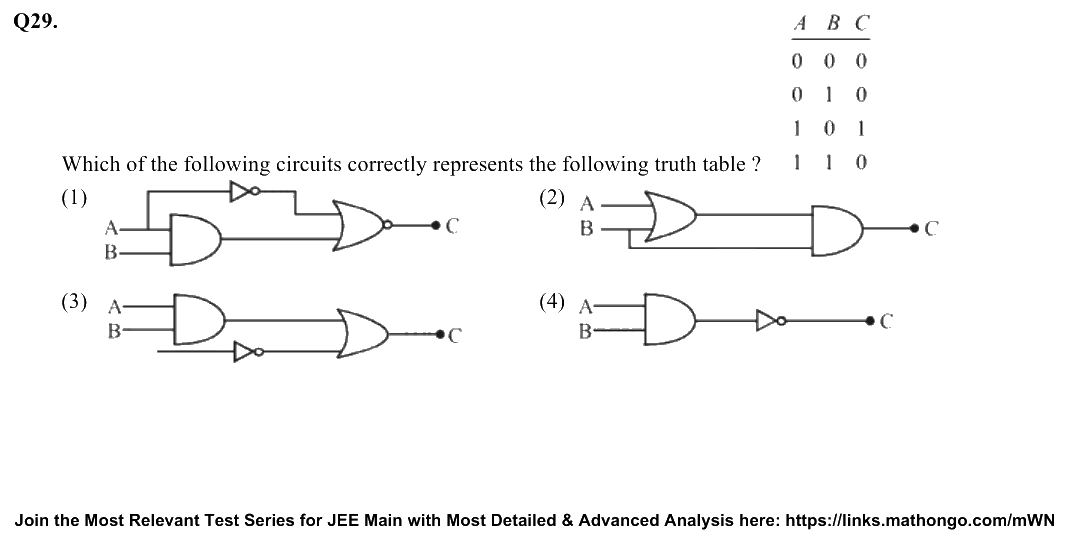 Q29.
A B C
0 0 0
0 1 0
1 0 1
Which of the following circuits correctly represents the following truth table ? 1 1 0
(1) A B C
(2) A B C
(3) A B C
(4) A B C
Join the Most Relevant Test Series for JEE Main with Most Detailed & Advanced Analysis here: https://links.mathongo.com/mWN